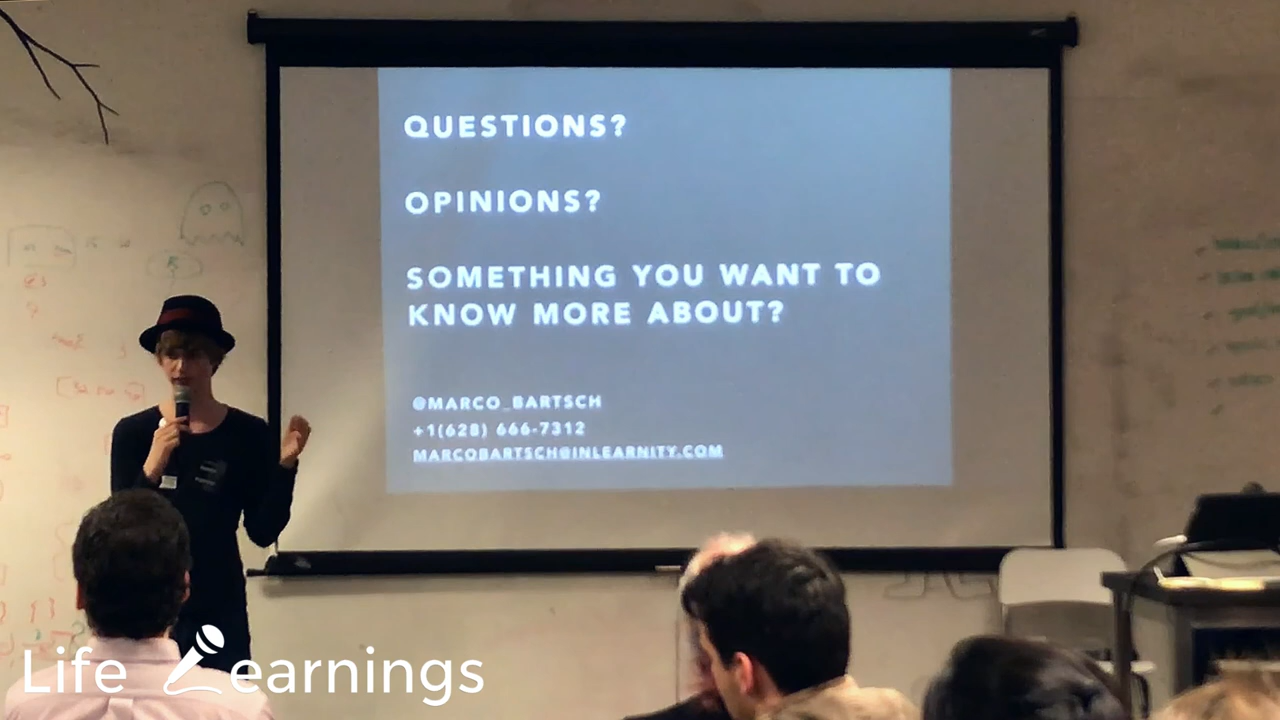 QUESTIONS?
OPINIONS?
SOMETHING YOU WANT TO
KNOW MORE ABOUT?
@MARCO_BARTSCH
+1(628) 666-7312
MARCOBARTSCH@INLEARNITY.COM
Life Learnings